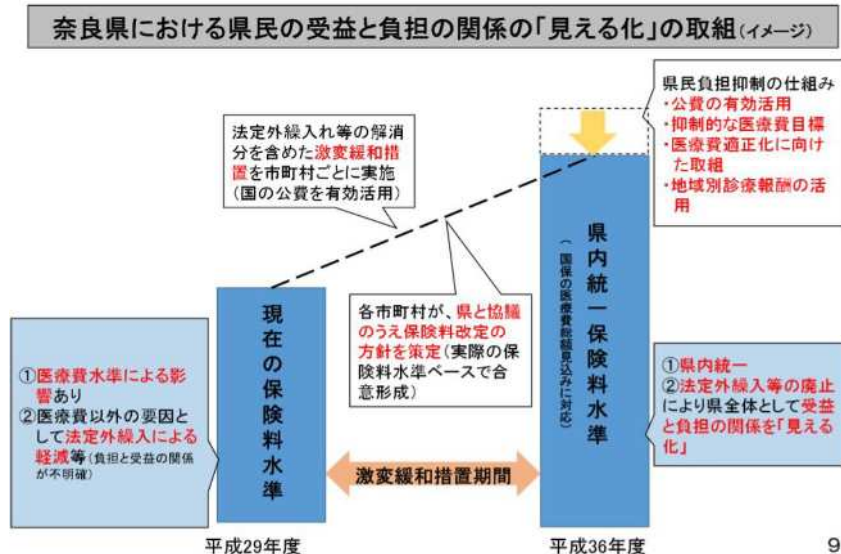 奈良県における県民の受益と負担の関係の「見える化」の取組(イメージ)
県民負担抑制の仕組み
・公費の有効活用
・抑制的な医療費目標
・医療費適正化に向
けた取組
・地域別診療報酬の活
用
法定外繰入れ等の解消
分を含めた激変緩和措
置を市町村ごとに実施
(国の公費を有効活用)
各市町村が、県と協議
のうえ保険料改定の
方針を策定(実際の保
険料水準ベースで合
意形成)
現在の保険料水準
県内統一保険料水準
(国保の医療費総額見込みに対応)
①医療費水準による影
響あり
②医療費以外の要因と
して法定外繰入による
軽減等(負担と受益の関係
が不明確)
①県内統一
②法定外繰入等の廃止
により県全体として受益
と負担の関係を「見える
化」
激変緩和措置期間
平成29年度
平成36年度
9